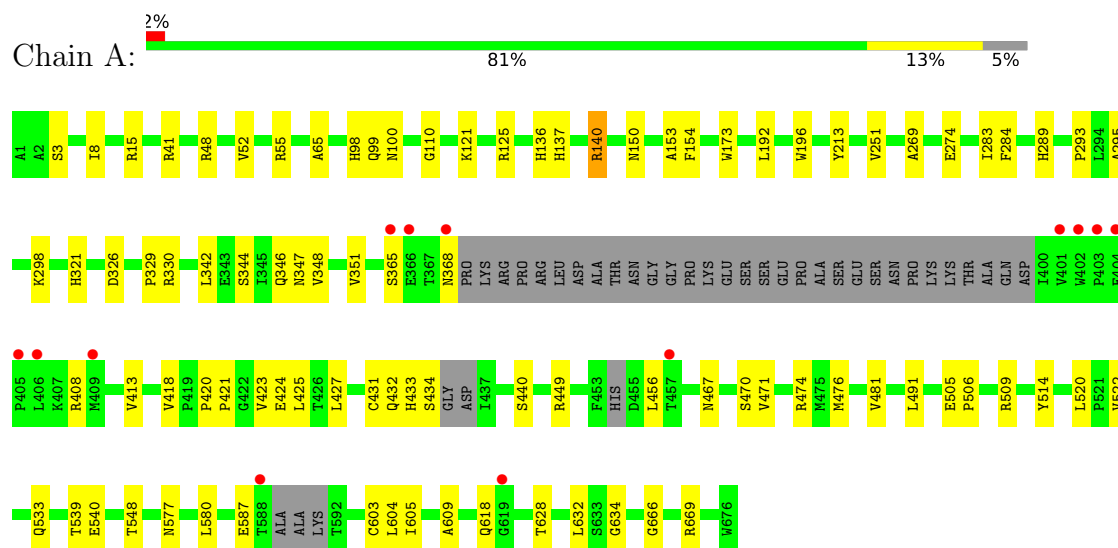 2%
Chain A:
81% 13% 5%
A1 A2 S3 I8 R15 R41 R48 V52 R55 A65 H98 Q99 N100 G110 K121 R125 H136 H137 R140 N150 A153 F154 W173 L192 W196 Y213 V251 A269 E274 I283 F284 H289 P293 L294 A295
K298 H321 D326 P329 R330 L342 E343 S344 I345 Q346 N347 V348 V351 S365 E366 T367 N368 PRO LYS ARG PRO ARG LEU ASP ALA THR ASN GLY GLY PRO LYS GLU SER SER GLU PRO ALA SER GLU SER ASN PRO LYS LYS THR ALA GLN ASP I400 V401 W402 P403 E404
P405 L406 K407 R408 M409 V413 V418 P419 P420 P421 G422 V423 E424 L425 T426 L427 C431 Q432 H433 S434 GLY ASP I437 S440 R449 F453 HIS D455 L456 T457 N467 S470 V471 R474 M475 M476 V481 L491 E505 P506 R509 Y514 L520 P521 V522
Q533 T539 E540 T548 N577 L580 E587 T588 ALA ALA LYS T592 C603 L604 I605 A609 Q618 G619 T628 L632 S633 G634 G666 R669 W676